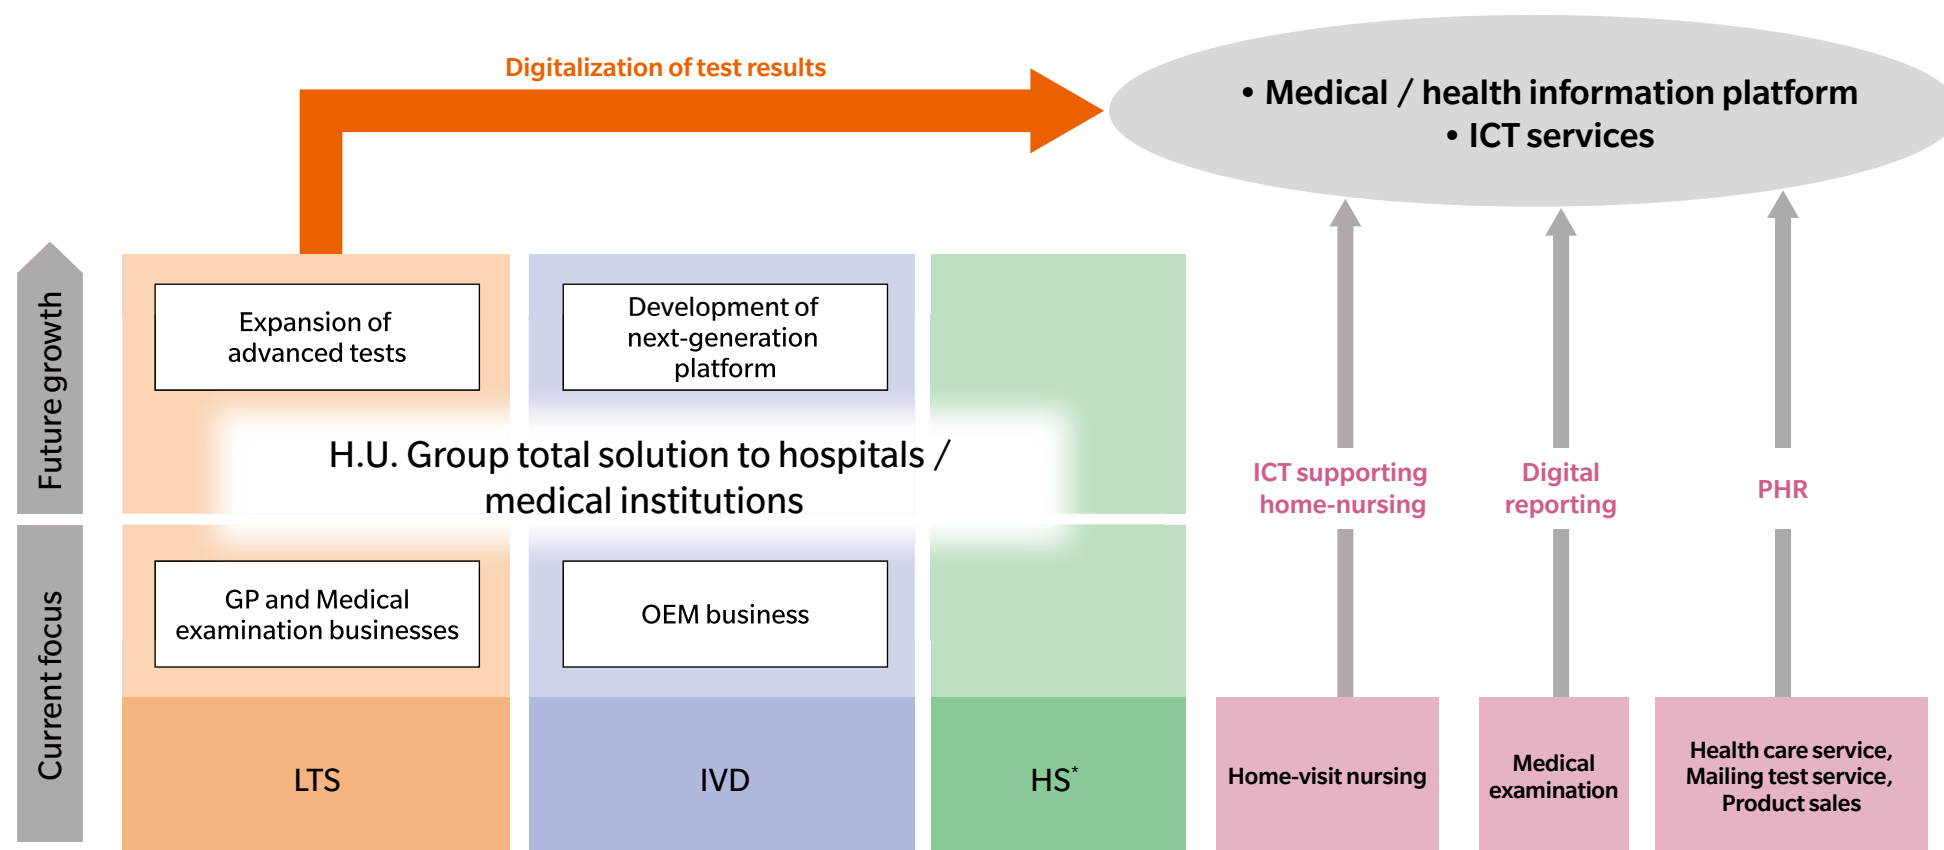 Digitalization of test results
• Medical / health information platform
• ICT services
Future growth
Expansion of
advanced tests
Development of
next-generation
platform
H.U. Group total solution to hospitals /
medical institutions
ICT supporting
home-nursing
Digital
reporting
PHR
Current focus
GP and Medical
examination businesses
OEM business
LTS
IVD
HS*
Home-visit nursing
Medical
examination
Health care service,
Mailing test service,
Product sales